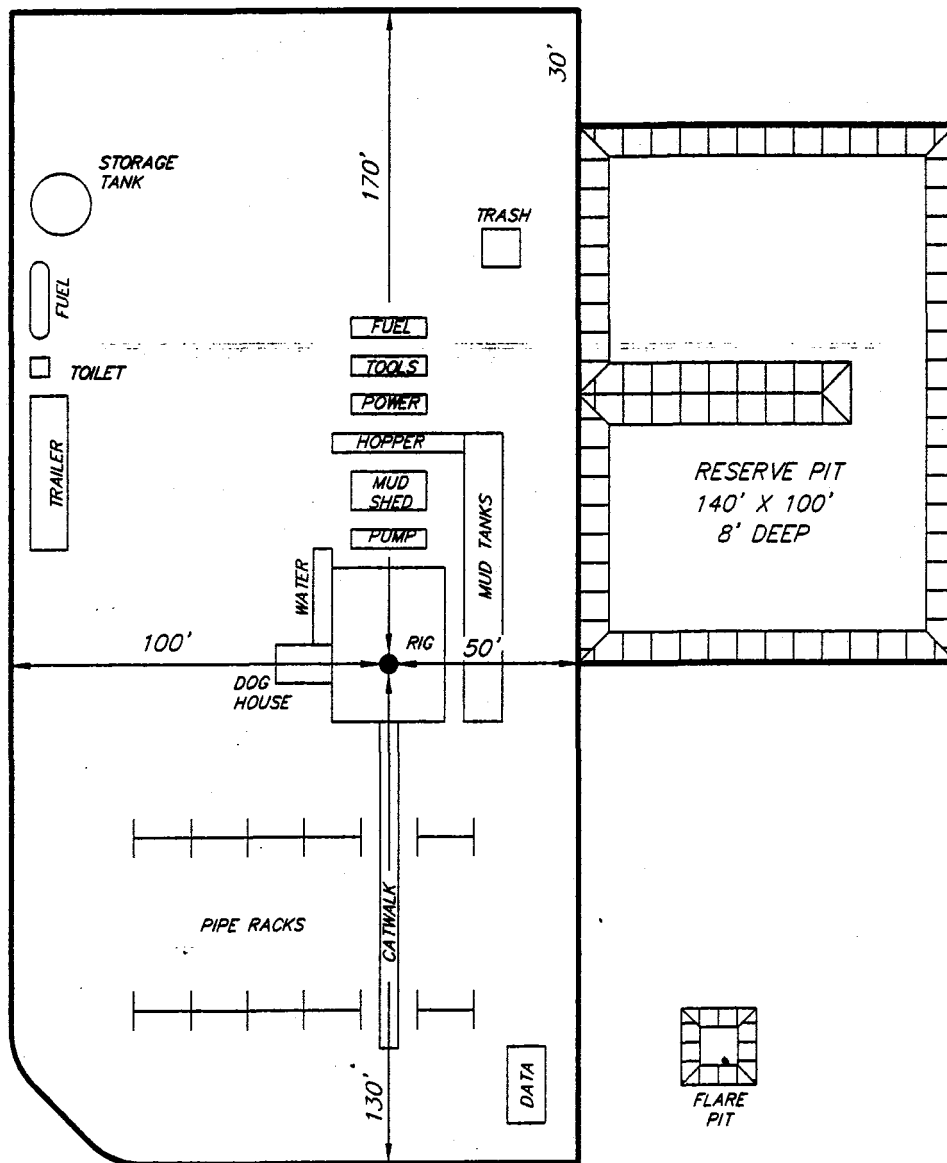 30'
170'
STORAGE
TANK
TRASH
FUEL
FUEL
TOOLS
TOILET
POWER
HOPPER
TRAILER
MUD
SHED
MUD TANKS
PUMP
WATER
RESERVE PIT
140' X 100'
8' DEEP
100'
RIG
50'
DOG
HOUSE
PIPE RACKS
CATWALK
DATA
130'
FLARE
PIT